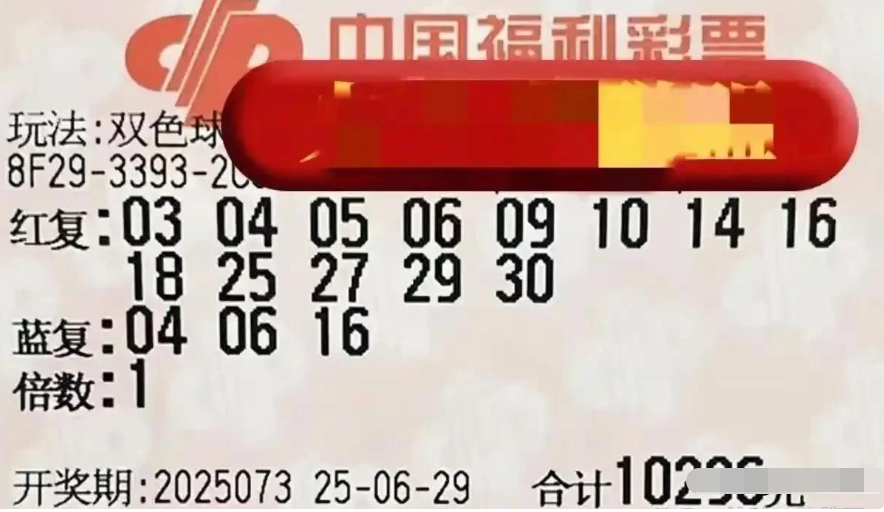 中国福利彩票
玩法:双色球
8F29-3393-20
红复:03 04 05 06 09 10 14 16
18 25 27 29 30
蓝复:04 06 16
倍数:1
开奖期:2025073 25-06-29 合计10296元